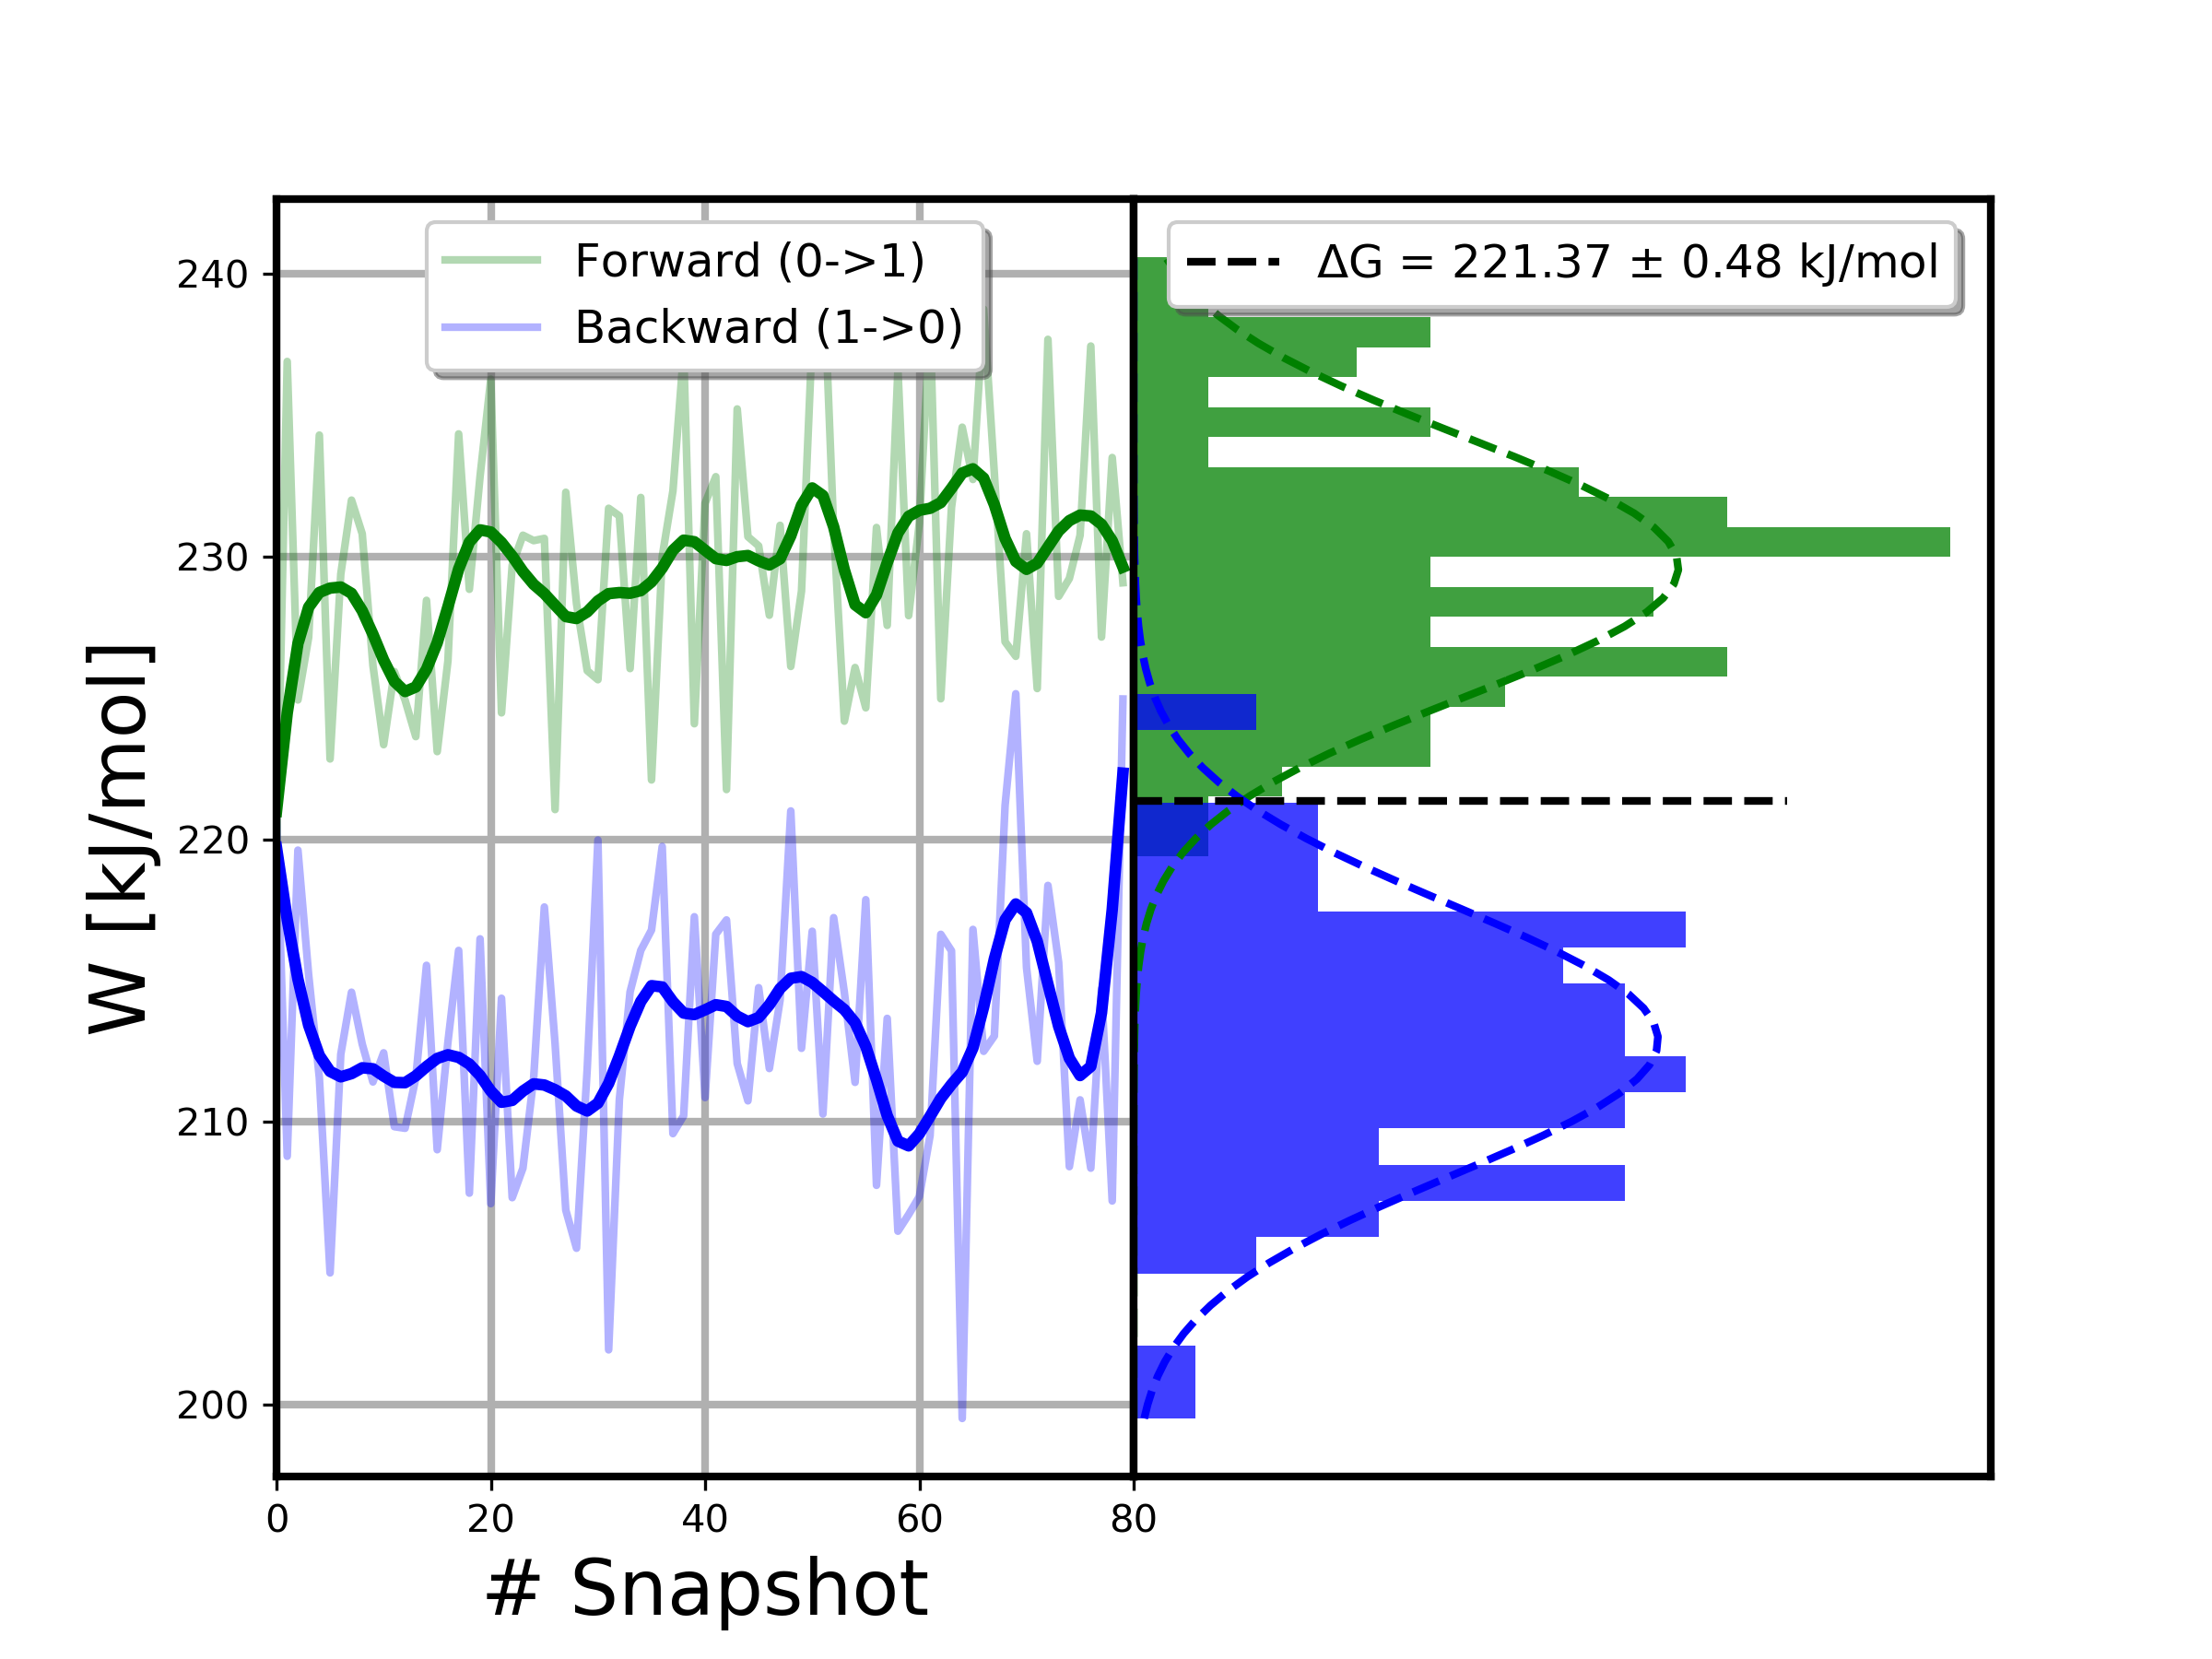 Forward (0->1)
Backward (1->0)
ΔG = 221.37 ± 0.48 kJ/mol
240
230
220
210
200
W [kJ/mol]
0
20
40
60
80
# Snapshot